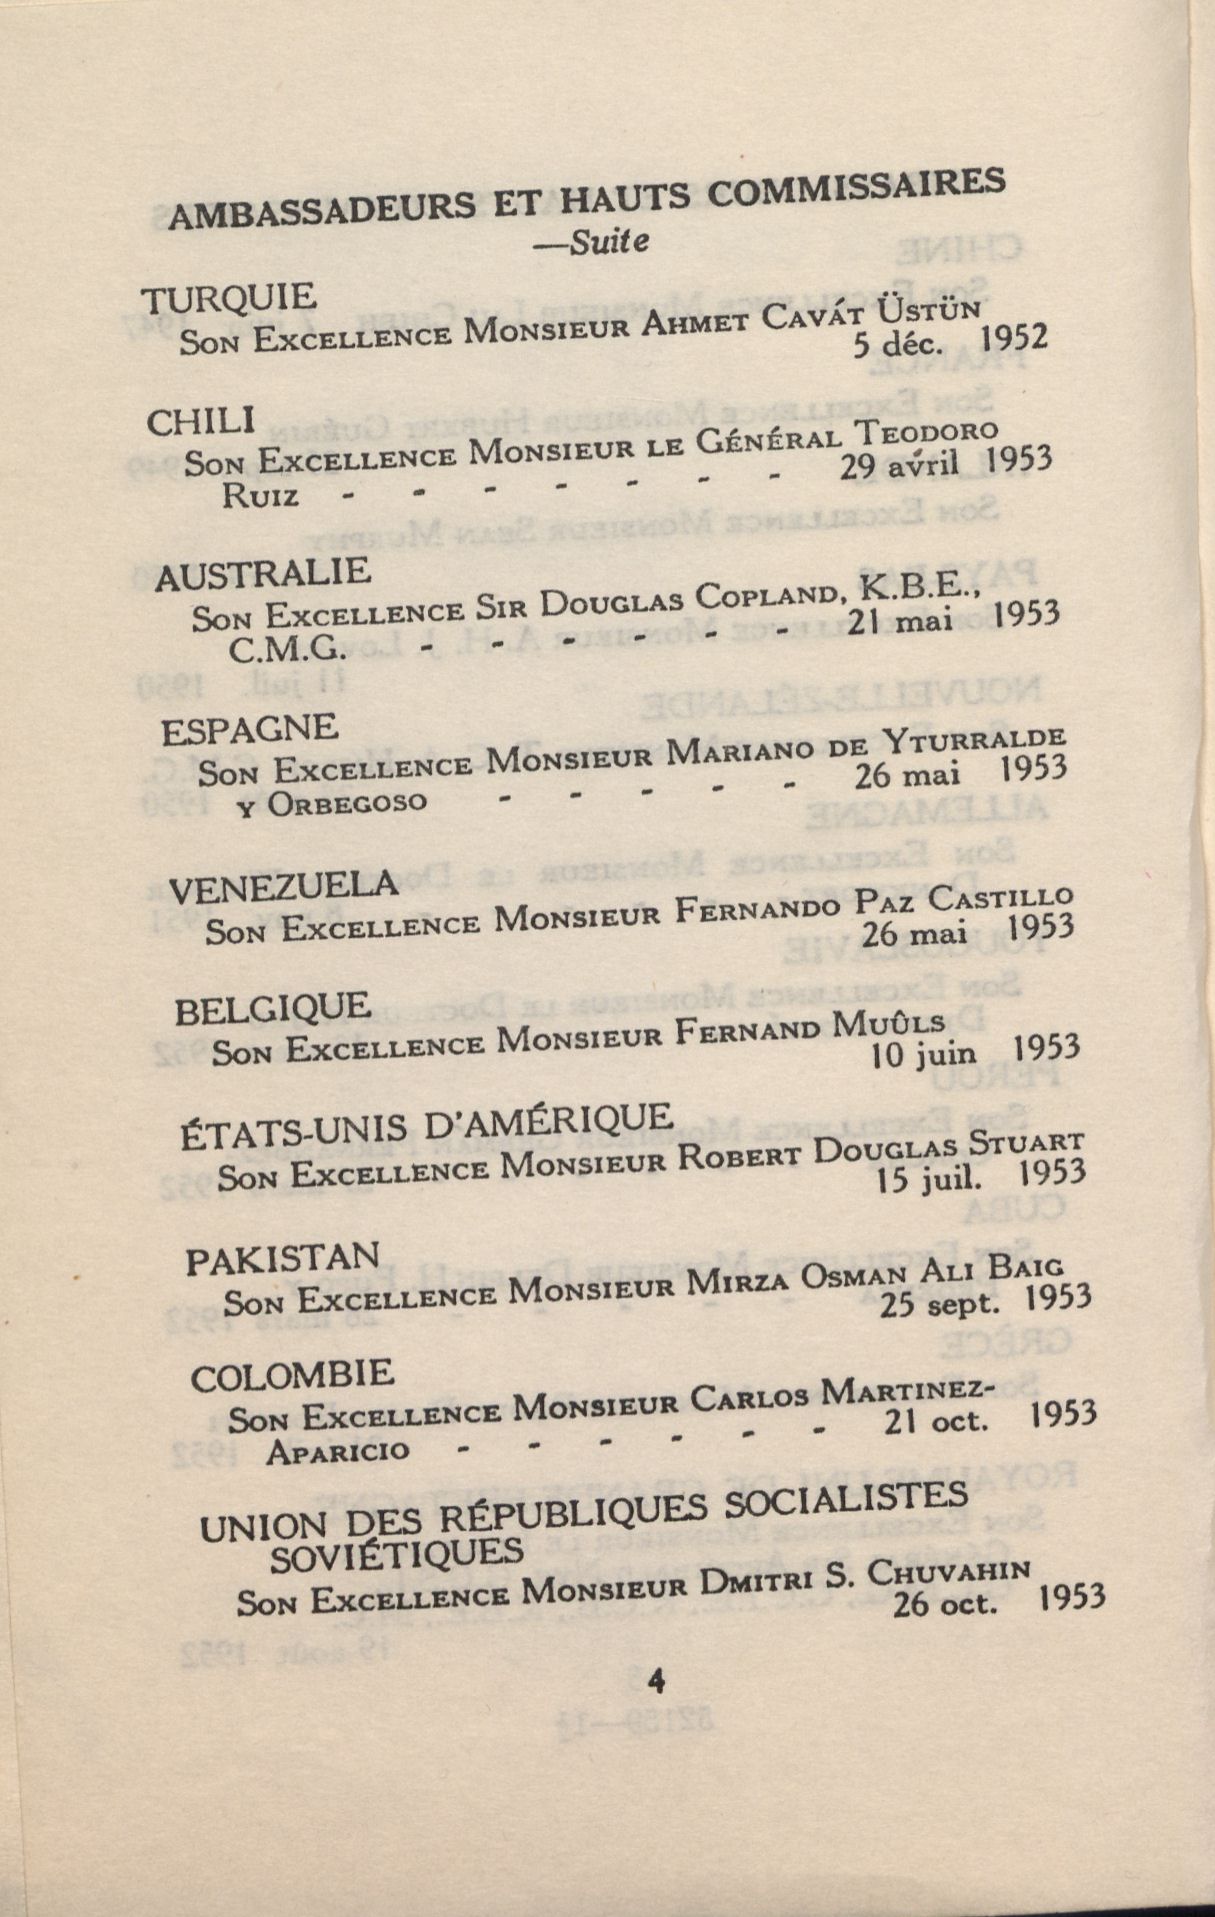 AMBASSADEURS ET HAUTS COMMISSAIRES
—Suite
TURQUIE
SON EXCELLENCE MONSIEUR AHMET CAVÁT ÜSTÜN
5 déc. 1952
CHILI
SON EXCELLENCE MONSIEUR LE GÉNÉRAL TEODORO
RUIZ - - - - - - - 29 avril 1953
AUSTRALIE
SON EXCELLENCE SIR DOUGLAS COPLAND, K.B.E.,
C.M.G. - - - - - - 21 mai 1953
ESPAGNE
SON EXCELLENCE MONSIEUR MARIANO DE YTURRALDE
Y ORBEGOSO - - - - - 26 mai 1953
VENEZUELA
SON EXCELLENCE MONSIEUR FERNANDO PAZ CASTILLO
26 mai 1953
BELGIQUE
SON EXCELLENCE MONSIEUR FERNAND MUÛLS
10 juin 1953
ÉTATS-UNIS D'AMÉRIQUE
SON EXCELLENCE MONSIEUR ROBERT DOUGLAS STUART
15 juil. 1953
PAKISTAN
SON EXCELLENCE MONSIEUR MIRZA OSMAN ALI BAIG
25 sept. 1953
COLOMBIE
SON EXCELLENCE MONSIEUR CARLOS MARTINEZ-
APARICIO - - - - - - 21 oct. 1953
UNION DES RÉPUBLIQUES SOCIALISTES
SOVIÉTIQUES
SON EXCELLENCE MONSIEUR DMITRI S. CHUVAHIN
26 oct. 1953
4